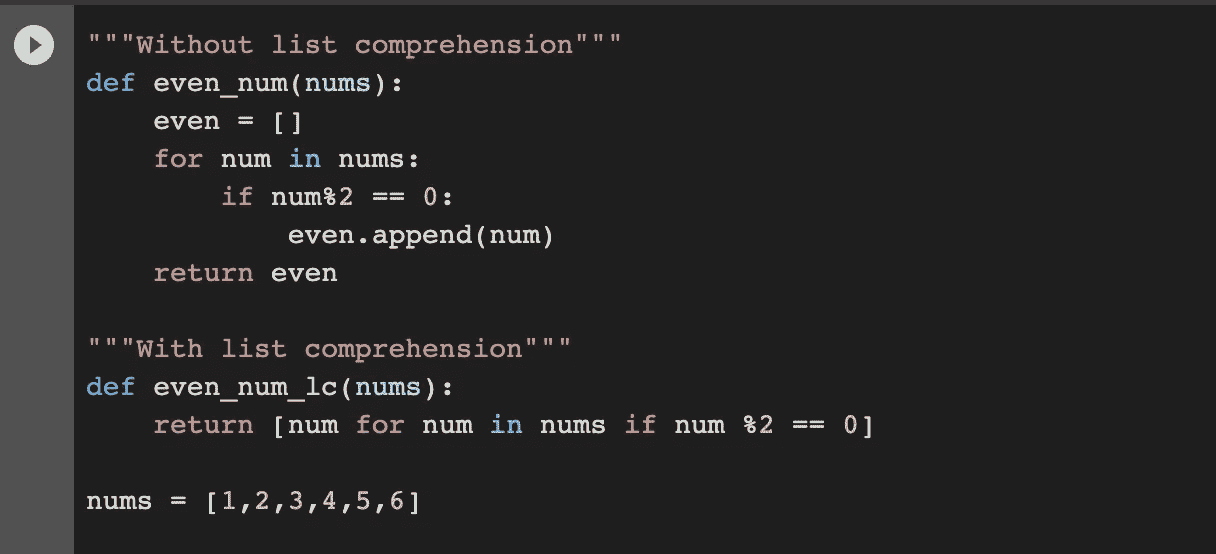 """Without list comprehension"""
def even_num(nums):
    even = []
    for num in nums:
        if num%2 == 0:
            even.append(num)
    return even

"""With list comprehension"""
def even_num_lc(nums):
    return [num for num in nums if num %2 == 0]

nums = [1,2,3,4,5,6]